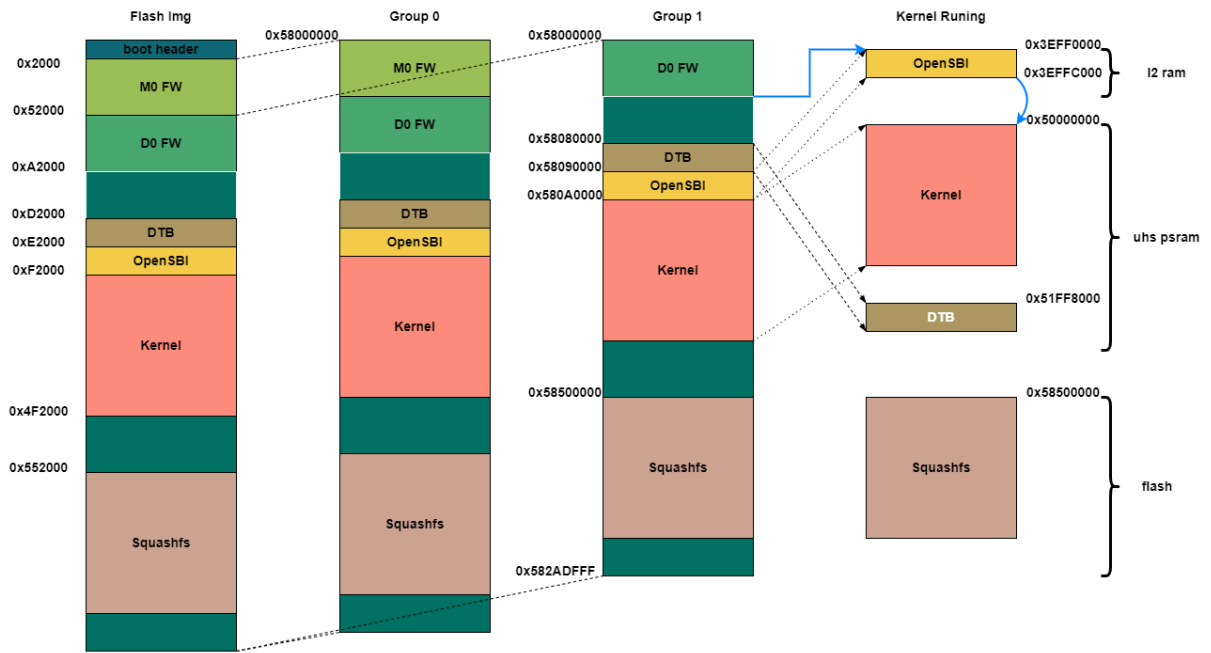 Flash Img
boot header
0x2000
M0 FW
0x52000
D0 FW
0xA2000
0xD2000
DTB
0xE2000
OpenSBI
0xF2000
Kernel
0x4F2000
0x552000
Squashfs
Group 0
0x58000000
M0 FW
D0 FW
DTB
OpenSBI
Kernel
Squashfs
Group 1
0x58000000
D0 FW
0x58080000
DTB
0x58090000
OpenSBI
0x580A0000
Kernel
0x58500000
Squashfs
0x582ADFFF
Kernel Runing
0x3EFF0000
OpenSBI
0x3EFFC000
l2 ram
0x50000000
Kernel
uhs psram
0x51FF8000
DTB
0x58500000
Squashfs
flash